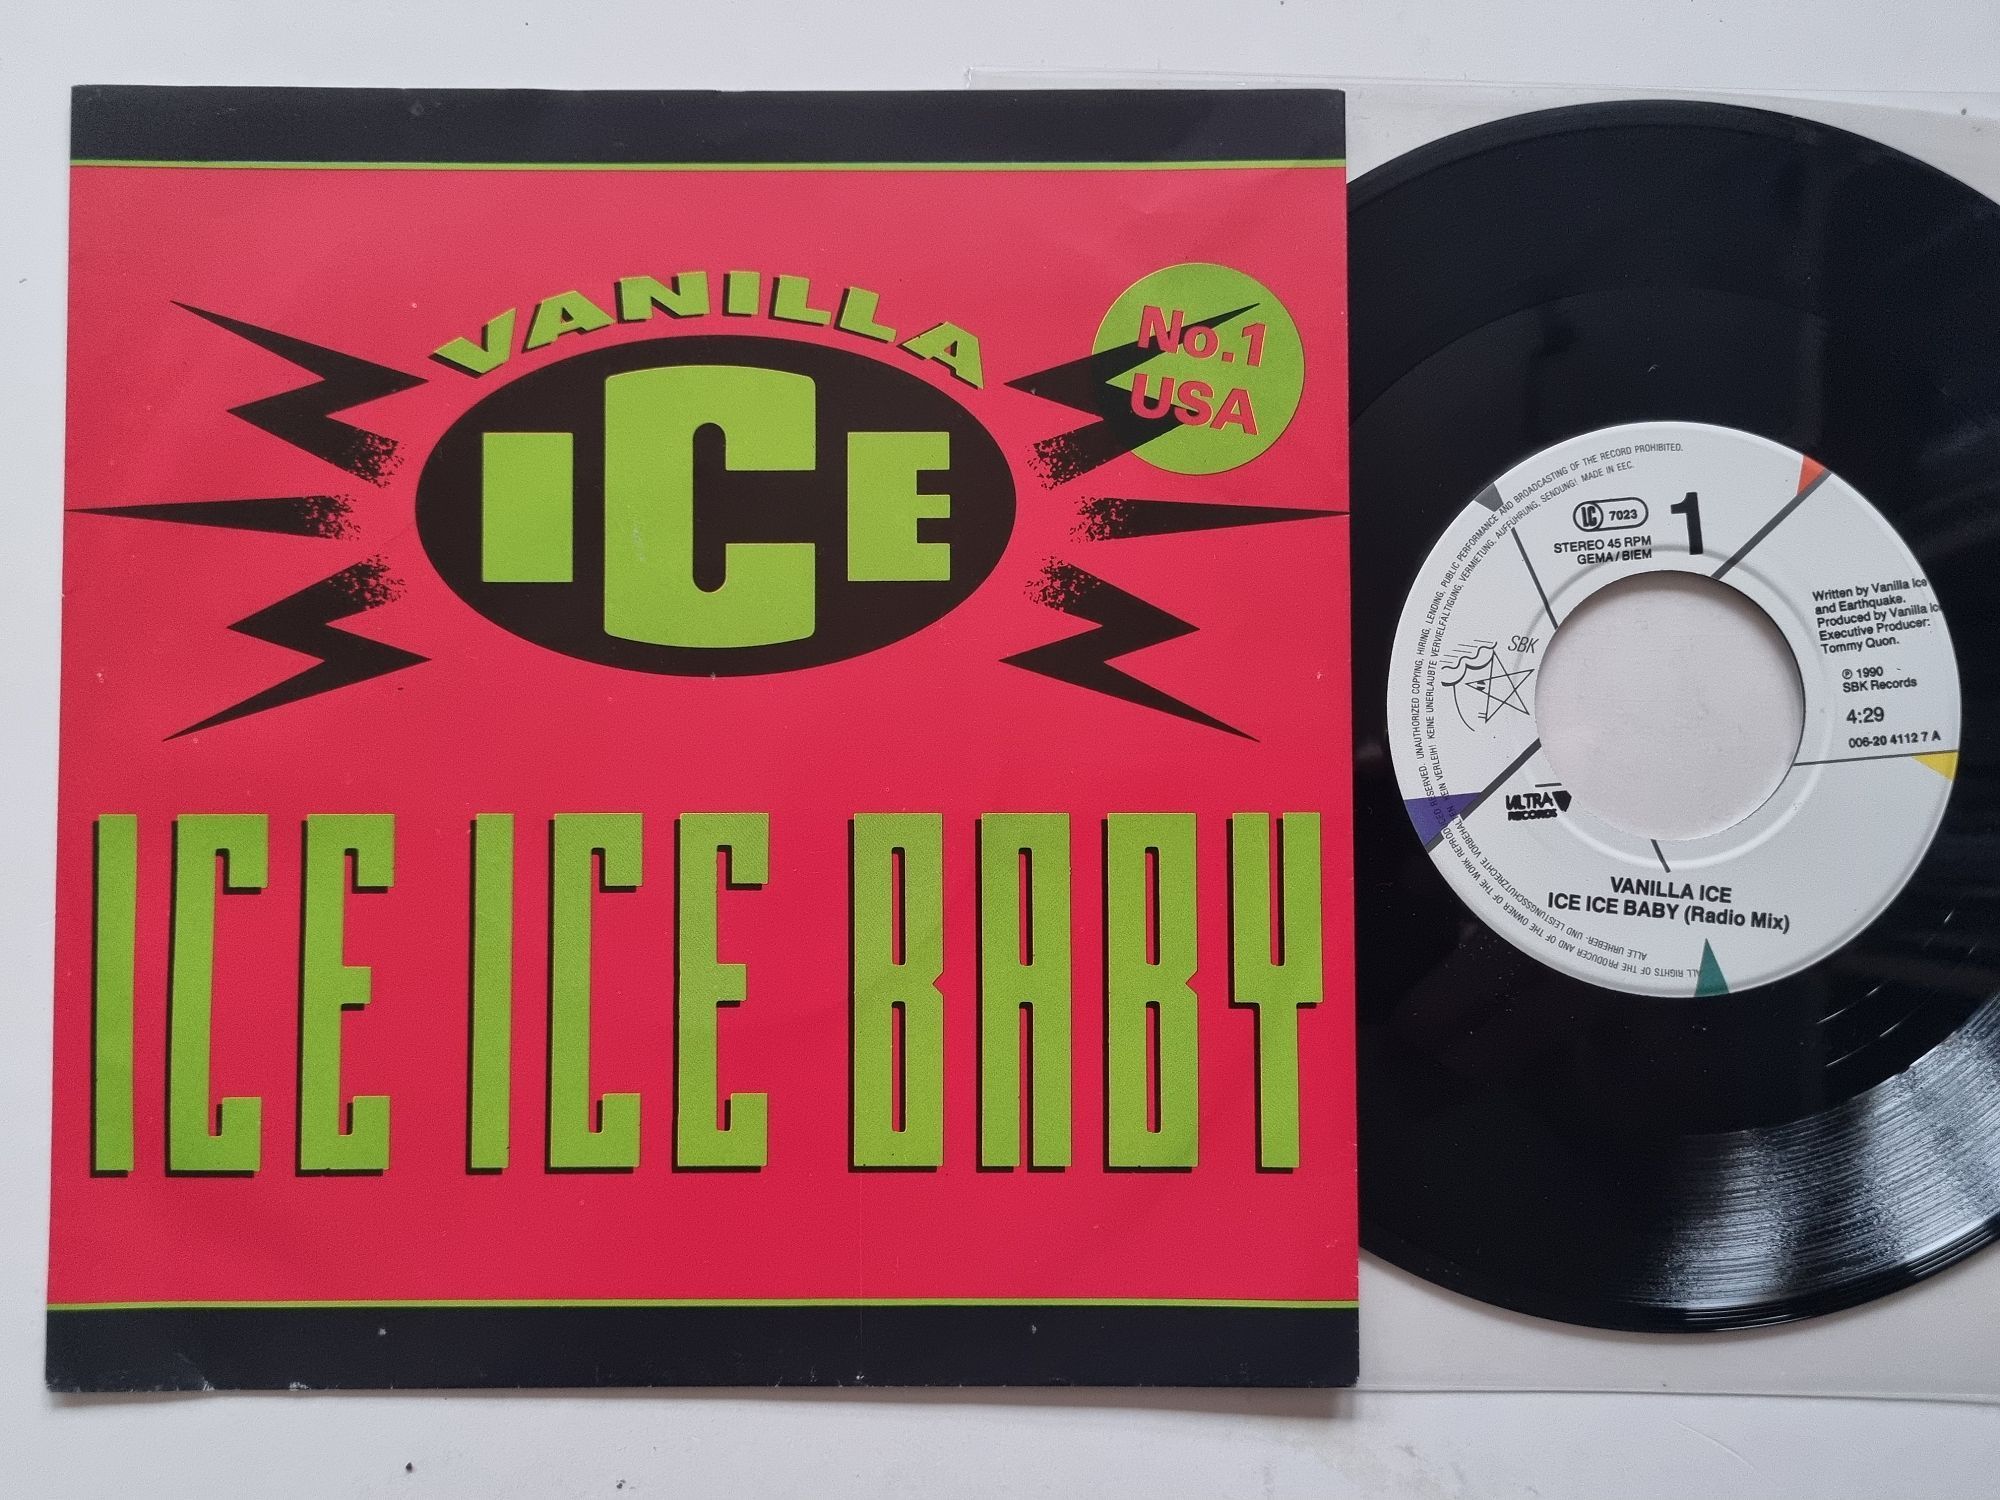 VANILLA
ICE
No.1
USA
ICE ICE BABY
ALL RIGHTS OF THE PRODUCER AND OF THE OWNER OF THE WORK REPRODUCED RESERVED. UNAUTHORIZED COPYING, HIRING, LENDING, PUBLIC PERFORMANCE AND BROADCASTING OF THE RECORD PROHIBITED.
ALLE URHEBER- UND LEISTUNGSSCHUTZRECHTE VORBEHALTEN. KEIN VERLEIH! KEINE UNERLAUBTE VERVIELFÄLTIGUNG, VERMIETUNG, AUFFÜHRUNG, SENDUNG! MADE IN EEC.
LC 7023
1
STEREO 45 RPM
GEMA/BIEM
SBK
Written by Vanilla Ice
and Earthquake.
Produced by Vanilla Ice
Executive Producer:
Tommy Quon.
℗ 1990
SBK Records
4:29
006-20 4112 7 A
ULTRA
RECORDS
VANILLA ICE
ICE ICE BABY (Radio Mix)